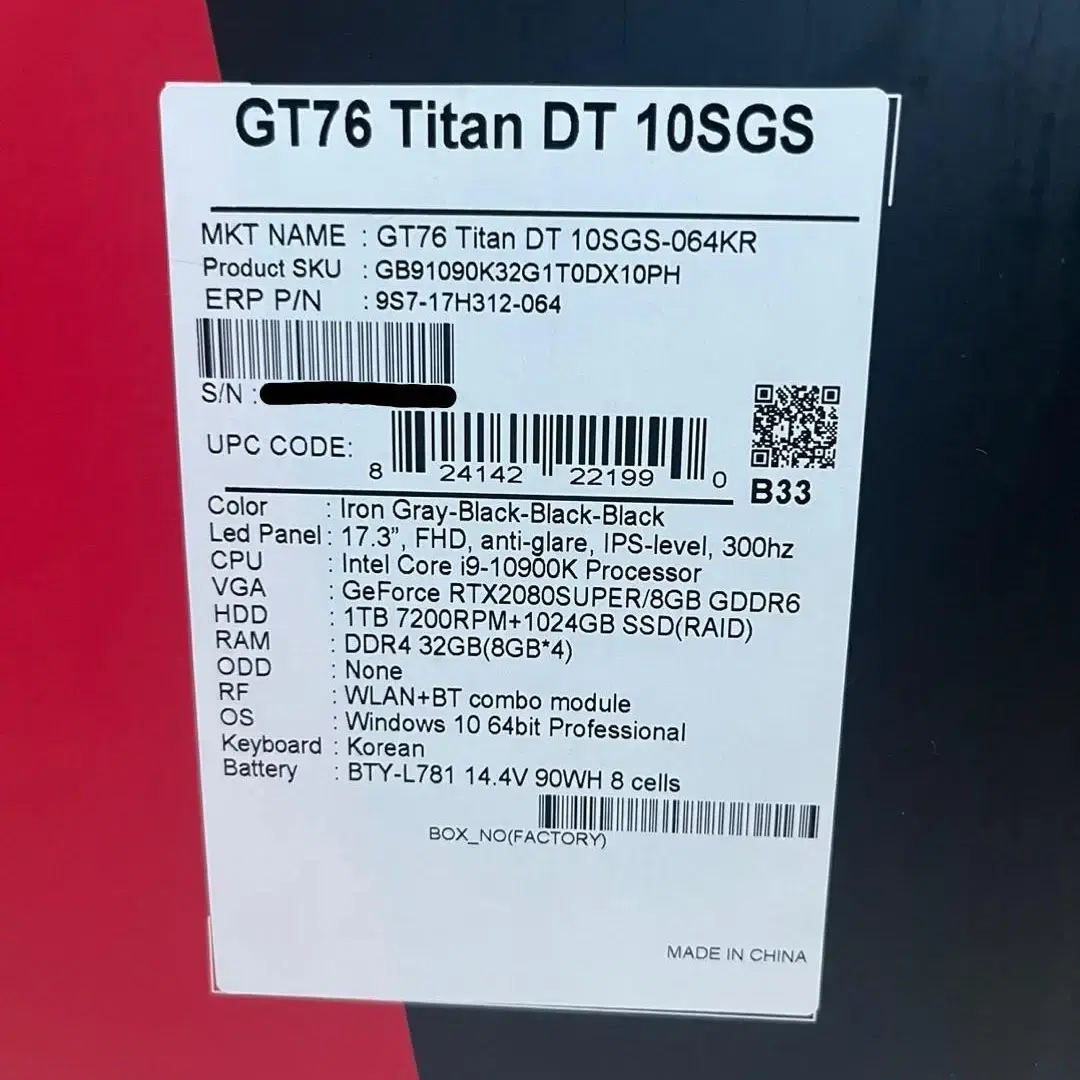 GT76 Titan DT 10SGS
MKT NAME : GT76 Titan DT 10SGS-064KR
Product SKU : GB91090K32G1T0DX10PH
ERP P/N : 9S7-17H312-064
S/N :
UPC CODE:
8 24142 22199 0
B33
Color : Iron Gray-Black-Black-Black
Led Panel : 17.3”, FHD, anti-glare, IPS-level, 300hz
CPU : Intel Core i9-10900K Processor
VGA : GeForce RTX2080SUPER/8GB GDDR6
HDD : 1TB 7200RPM+1024GB SSD(RAID)
RAM : DDR4 32GB(8GB*4)
ODD : None
RF : WLAN+BT combo module
OS : Windows 10 64bit Professional
Keyboard : Korean
Battery : BTY-L781 14.4V 90WH 8 cells
BOX_NO(FACTORY)
MADE IN CHINA